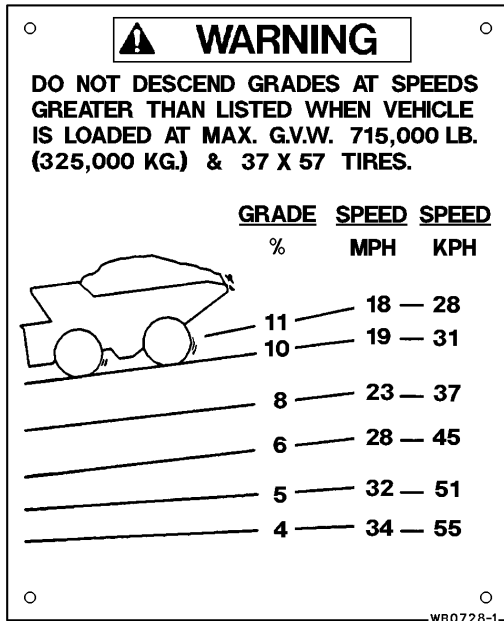 WARNING
DO NOT DESCEND GRADES AT SPEEDS
GREATER THAN LISTED WHEN VEHICLE
IS LOADED AT MAX. G.V.W. 715,000 LB.
(325,000 KG.) & 37 X 57 TIRES.
GRADE SPEED SPEED
% MPH KPH
11 18 — 28
10 19 — 31
8 23 — 37
6 28 — 45
5 32 — 51
4 34 — 55
WB0728-1